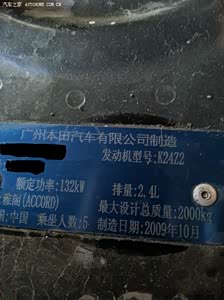 汽车之家 AUTOHOME.COM.CN
广州本田汽车有限公司制造
发动机型号:K24Z2
额定功率:132kW 排量:2.4L
雅阁(ACCORD) 最大设计总质量:2000kg
中国 乘坐人数:5 制造日期:2009年10月